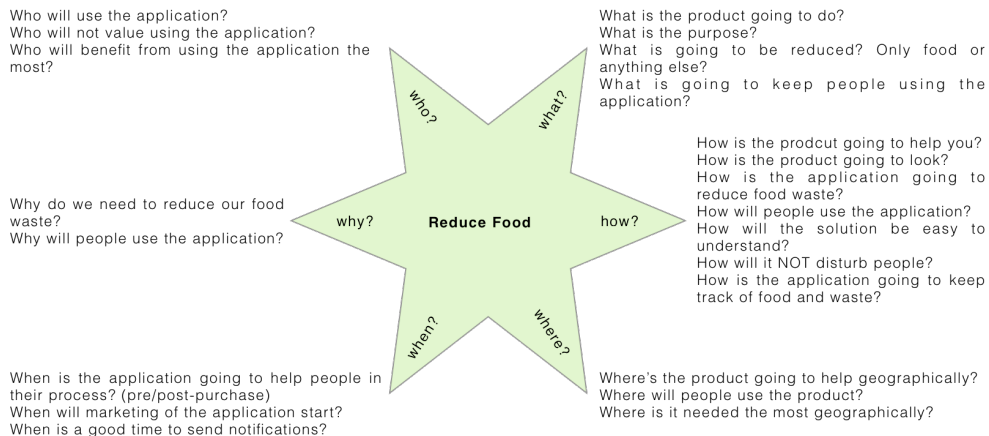 Who will use the application?
Who will not value using the application?
Who will benefit from using the application the
most?
What is the product going to do?
What is the purpose?
What is going to be reduced? Only food or
anything else?
What is going to keep people using the
application?
who?
what?
How is the prodcut going to help you?
How is the product going to look?
How is the application going to
reduce food waste?
How will people use the application?
How will the solution be easy to
understand?
How will it NOT disturb people?
How is the application going to keep
track of food and waste?
Why do we need to reduce our food
waste?
Why will people use the application?
why?
Reduce Food
how?
when?
where?
When is the application going to help people in
their process? (pre/post-purchase)
When will marketing of the application start?
When is a good time to send notifications?
Where's the product going to help geographically?
Where will people use the product?
Where is it needed the most geographically?